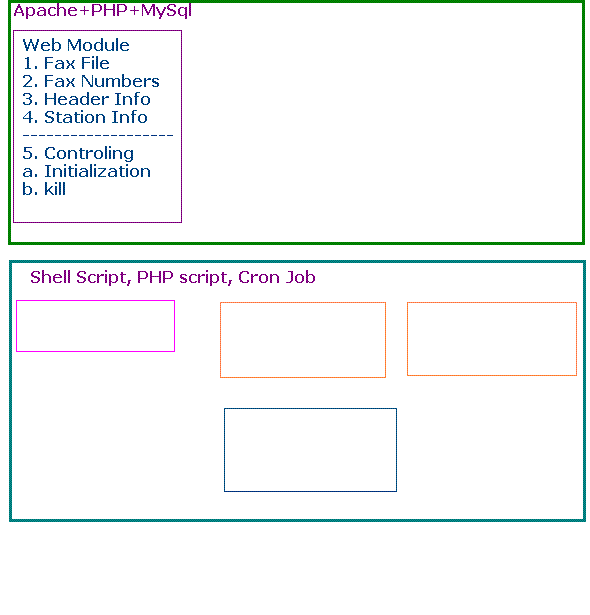 Apache+PHP+MySql
Web Module
1. Fax File
2. Fax Numbers
3. Header Info
4. Station Info
-------------------
5. Controling
a. Initialization
b. kill
Shell Script, PHP script, Cron Job